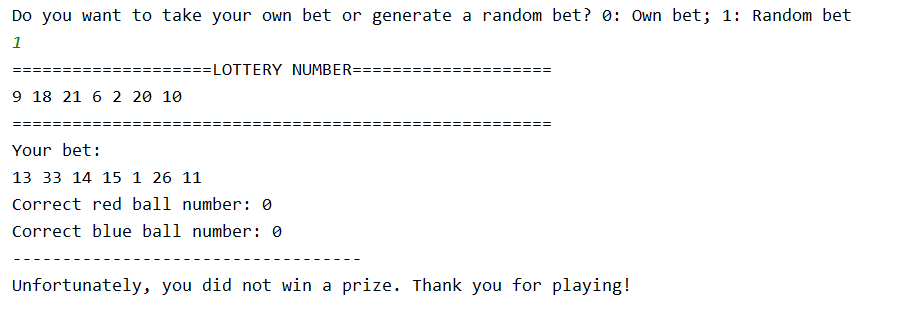 Do you want to take your own bet or generate a random bet? 0: Own bet; 1: Random bet
1
====================LOTTERY NUMBER====================
9 18 21 6 2 20 10
======================================================
Your bet:
13 33 14 15 1 26 11
Correct red ball number: 0
Correct blue ball number: 0
-----------------------------------
Unfortunately, you did not win a prize. Thank you for playing!